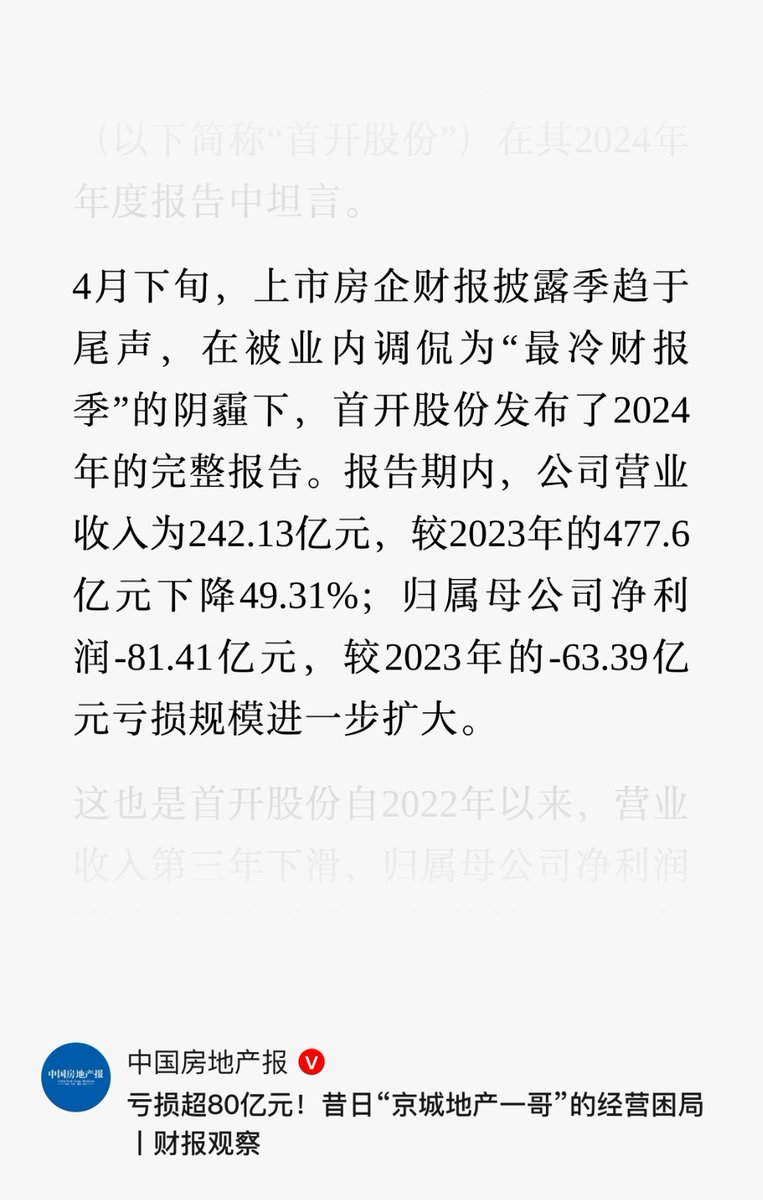 （以下简称“首开股份”）在其2024年
年度报告中坦言。
4月下旬，上市房企财报披露季趋于
尾声，在被业内调侃为“最冷财报
季”的阴霾下，首开股份发布了2024
年的完整报告。报告期内，公司营业
收入为242.13亿元，较2023年的477.6
亿元下降49.31%；归属母公司净利
润-81.41亿元，较2023年的-63.39亿
元亏损规模进一步扩大。
这也是首开股份自2022年以来，营业
收入第三年下滑，归属母公司净利润
中国房地产报
中国房地产报 V
亏损超80亿元！昔日“京城地产一哥”的经营困局
丨财报观察